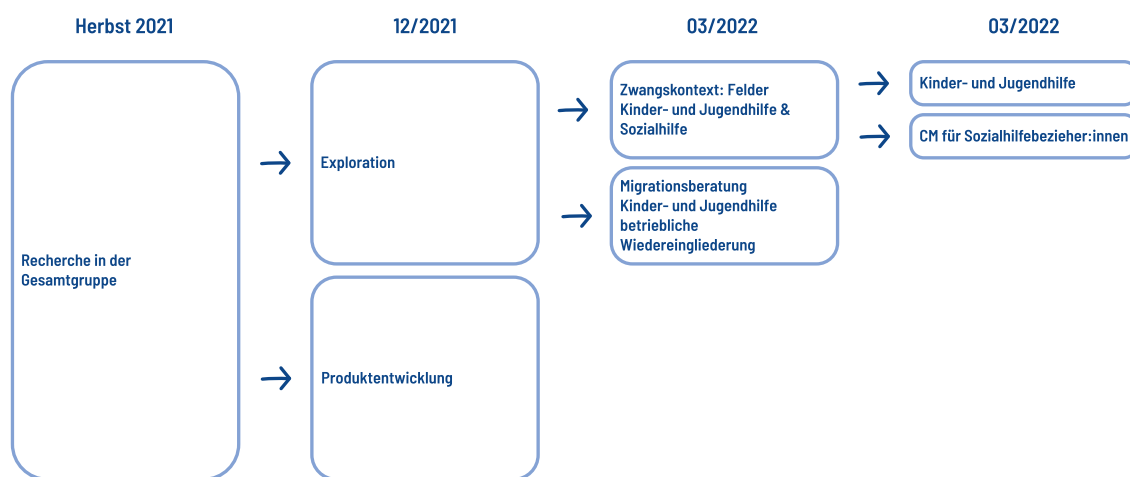 Herbst 2021
12/2021
03/2022
03/2022
Recherche in der
Gesamtgruppe
Exploration
Produktentwicklung
Zwangskontext: Felder
Kinder- und Jugendhilfe &
Sozialhilfe
Migrationsberatung
Kinder- und Jugendhilfe
betriebliche
Wiedereingliederung
Kinder- und Jugendhilfe
CM für Sozialhilfebezieher:innen